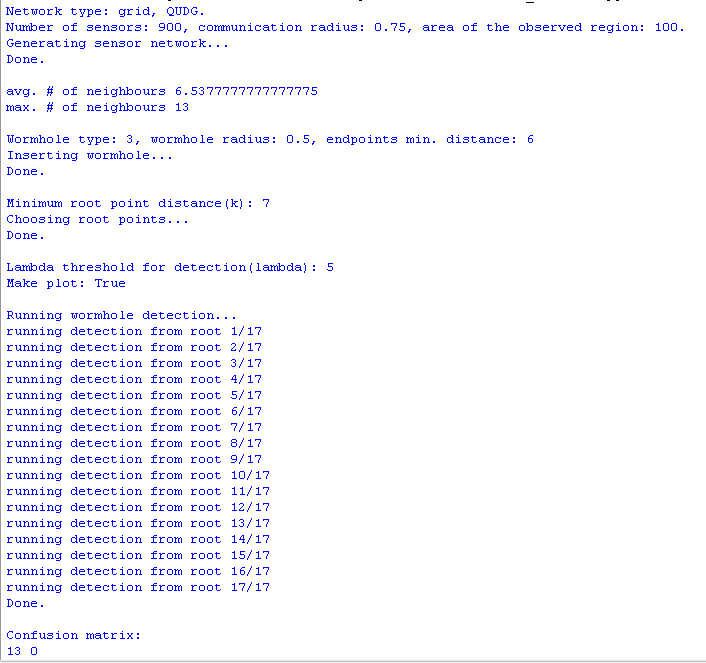 Network type: grid, QUDG.
Number of sensors: 900, communication radius: 0.75, area of the observed region: 100.
Generating sensor network...
Done.
avg. # of neighbours 6.5377777777777775
max. # of neighbours 13
Wormhole type: 3, wormhole radius: 0.5, endpoints min. distance: 6
Inserting wormhole...
Done.
Minimum root point distance(k): 7
Choosing root points...
Done.
Lambda threshold for detection(lambda): 5
Make plot: True
Running wormhole detection...
running detection from root 1/17
running detection from root 2/17
running detection from root 3/17
running detection from root 4/17
running detection from root 5/17
running detection from root 6/17
running detection from root 7/17
running detection from root 8/17
running detection from root 9/17
running detection from root 10/17
running detection from root 11/17
running detection from root 12/17
running detection from root 13/17
running detection from root 14/17
running detection from root 15/17
running detection from root 16/17
running detection from root 17/17
Done.
Confusion matrix:
13 0